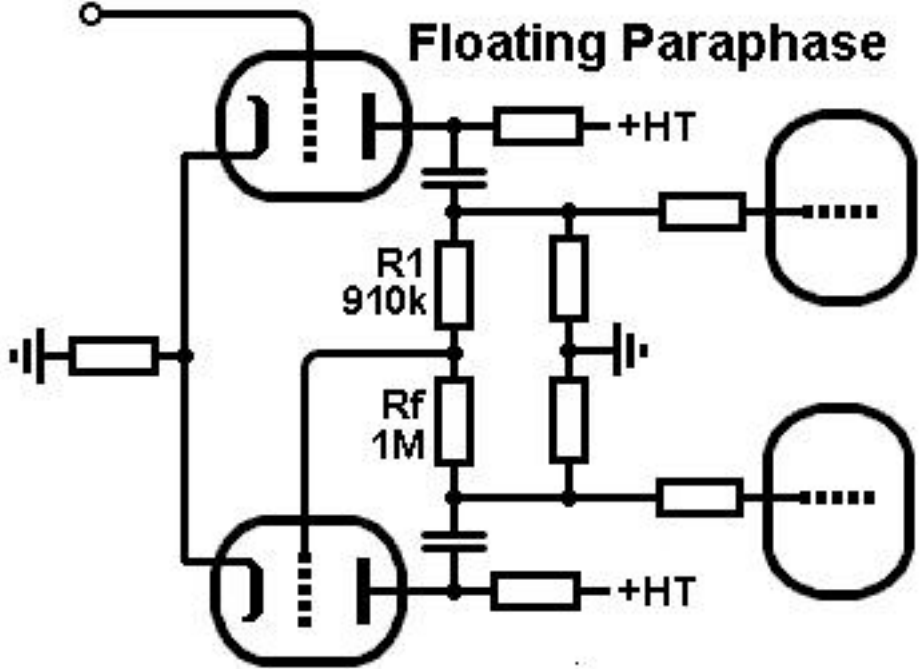 Floating Paraphase
+HT
R1
910k
Rf
1M
+HT